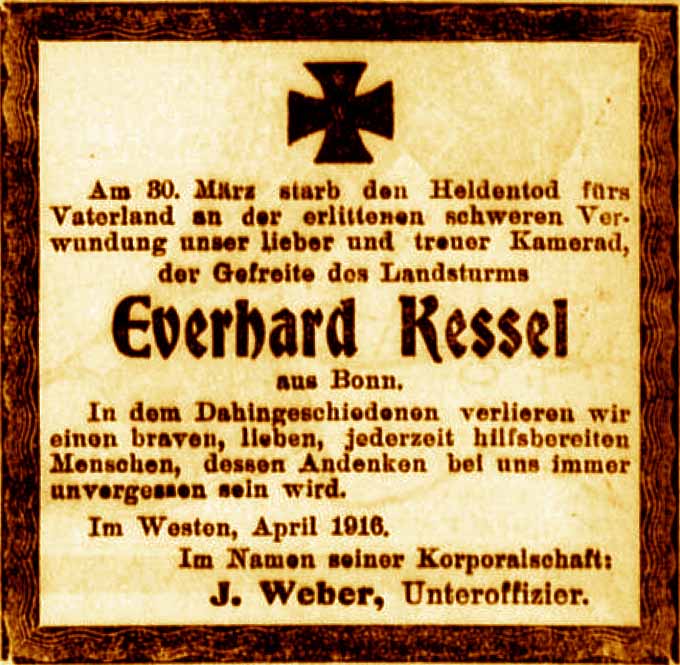 Am 30. März starb den Heldentod fürs
Vaterland an der erlittenen schweren Ver-
wundung unser lieber und treuer Kamerad,
der Gefreite des Landsturms
Everhard Kessel
aus Bonn.
In dem Dahingeschiedenen verlieren wir
einen braven, lieben, jederzeit hilfsbereiten
Menschen, dessen Andenken bei uns immer
unvergessen sein wird.
Im Westen, April 1916.
Im Namen seiner Korporalschaft:
J. Weber, Unteroffizier.